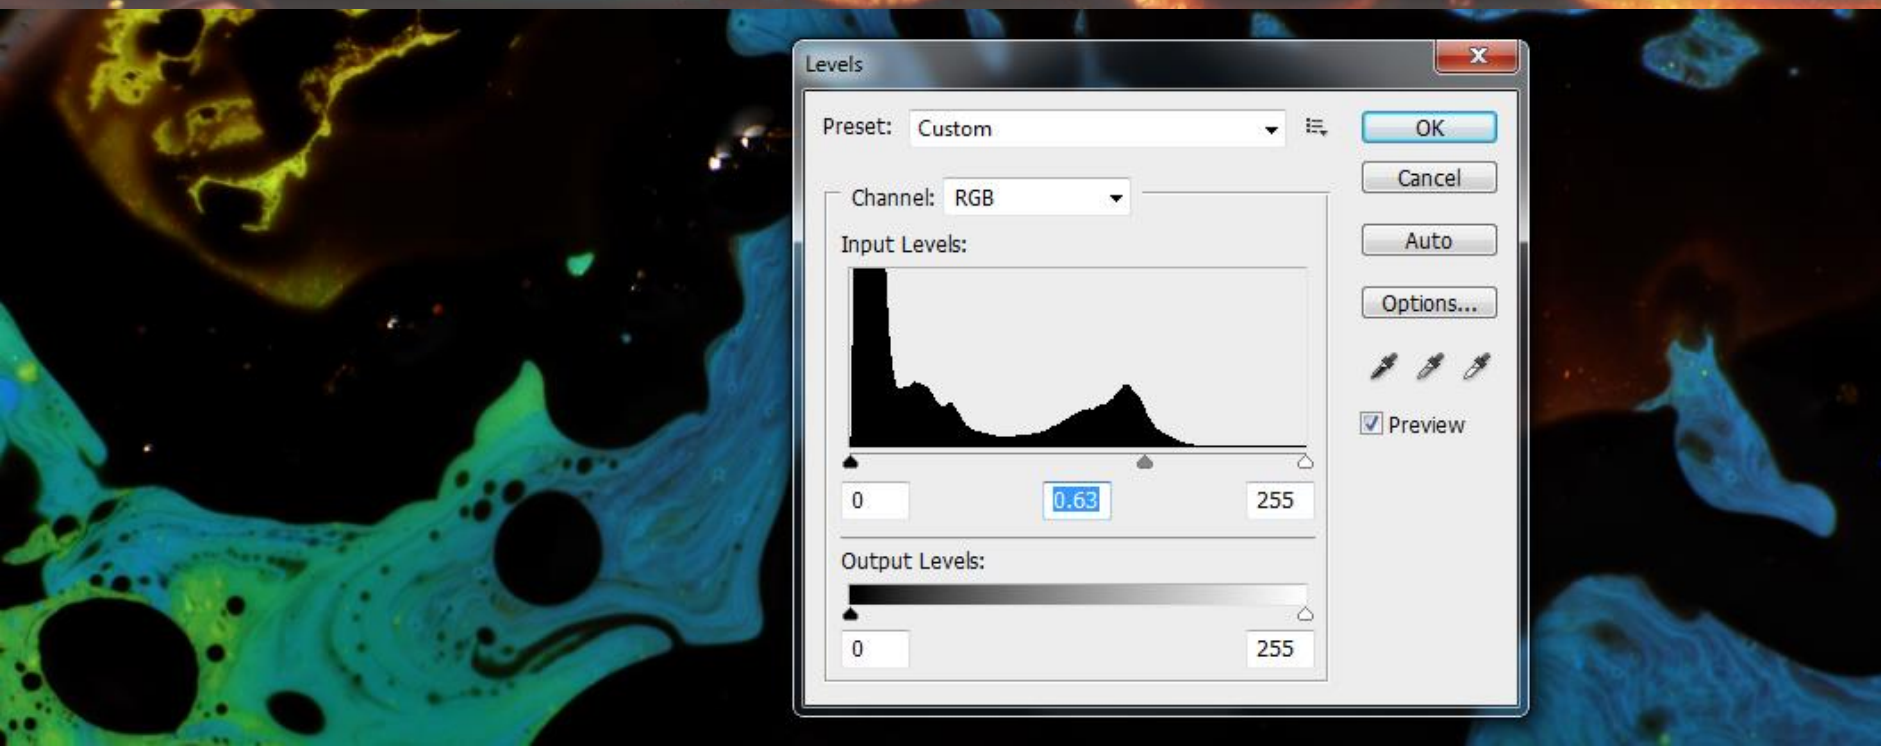 Levels
Preset: Custom
OK
Cancel
Channel: RGB
Auto
Input Levels:
Options...
Preview
0 0.63 255
Output Levels:
0 255